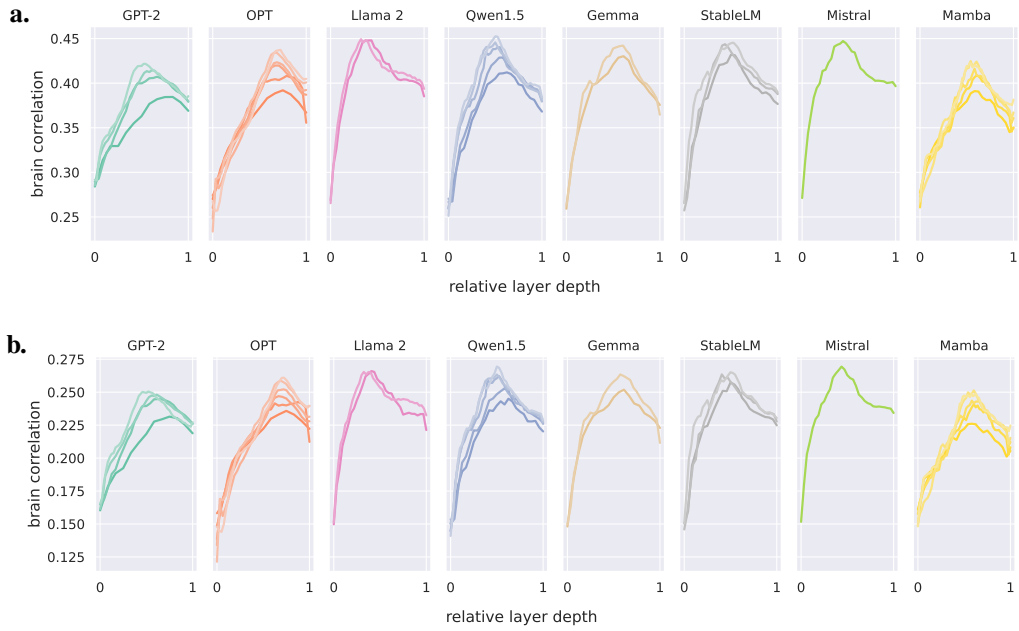 a.
GPT-2 OPT Llama 2 Qwen1.5 Gemma StableLM Mistral Mamba
brain correlation
0.45
0.40
0.35
0.30
0.25
0 1 0 1 0 1 0 1 0 1 0 1 0 1 0 1
relative layer depth
b.
GPT-2 OPT Llama 2 Qwen1.5 Gemma StableLM Mistral Mamba
brain correlation
0.275
0.250
0.225
0.200
0.175
0.150
0.125
0 1 0 1 0 1 0 1 0 1 0 1 0 1 0 1
relative layer depth